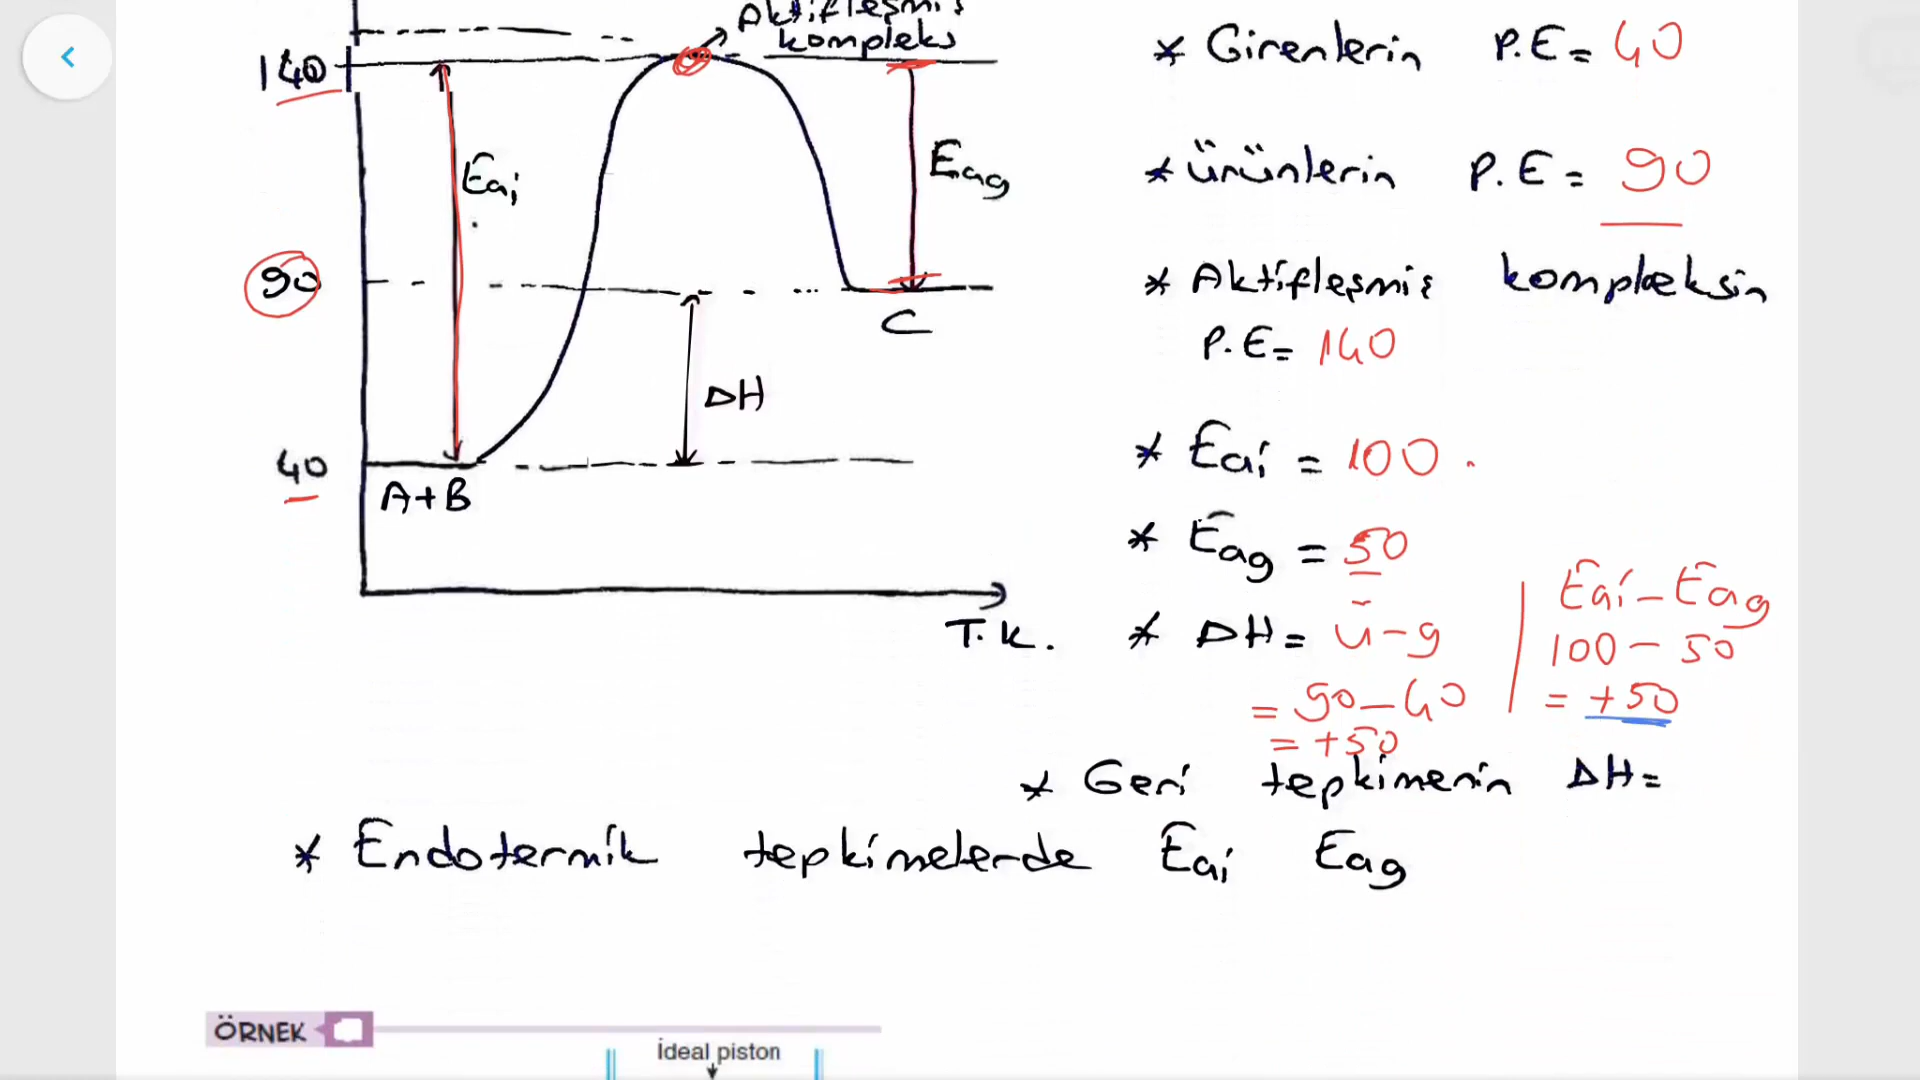 Aktifleşmiş
kompleks
140
Eai
Eag
90
C
ΔH
40
A+B
T.K.
* Girenlerin P.E = 40
* Ürünlerin P.E = 90
* Aktifleşmiş kompleksin
P.E = 140
* Eai = 100
* Eag = 50
* ΔH = ü-g
= 90-40
= +50
Eai-Eag
100-50
= +50
* Geri tepkimenin ΔH =
* Endotermik tepkimelerde Eai Eag
ÖRNEK
İdeal piston